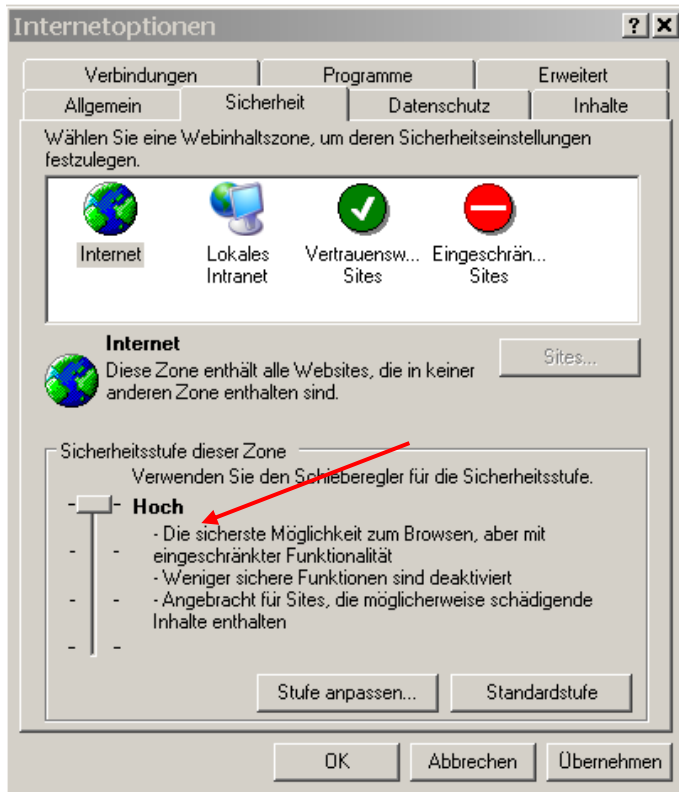 Internetoptionen
Verbindungen Programme Erweitert
Allgemein Sicherheit Datenschutz Inhalte
Wählen Sie eine Webinhaltszone, um deren Sicherheitseinstellungen
festzulegen.
Internet Lokales Vertrauensw... Eingeschrän...
Intranet Sites Sites
Internet
Diese Zone enthält alle Websites, die in keiner
anderen Zone enthalten sind.
Sites...
Sicherheitsstufe dieser Zone
Verwenden Sie den Schieberegler für die Sicherheitsstufe.
Hoch
- Die sicherste Möglichkeit zum Browsen, aber mit
eingeschränkter Funktionalität
- Weniger sichere Funktionen sind deaktiviert
- Angebracht für Sites, die möglicherweise schädigende
Inhalte enthalten
Stufe anpassen... Standardstufe
OK Abbrechen Übernehmen